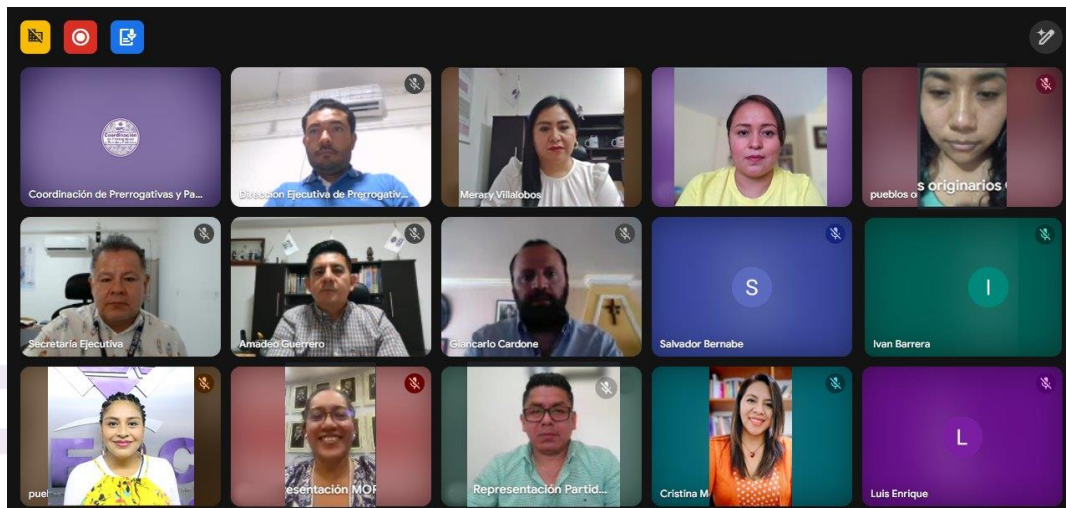 Coordinación de Prerrogativas y Pa...
Dirección Ejecutiva de Prerrogativ...
Merary Villalobos
pueblos o
s originarios
Secretaría Ejecutiva
Amadeo Guerrero
Giancarlo Cardone
S
Salvador Bernabe
I
Ivan Barrera
puel
esentación MOR
Representación Partid...
Cristina M
L
Luis Enrique